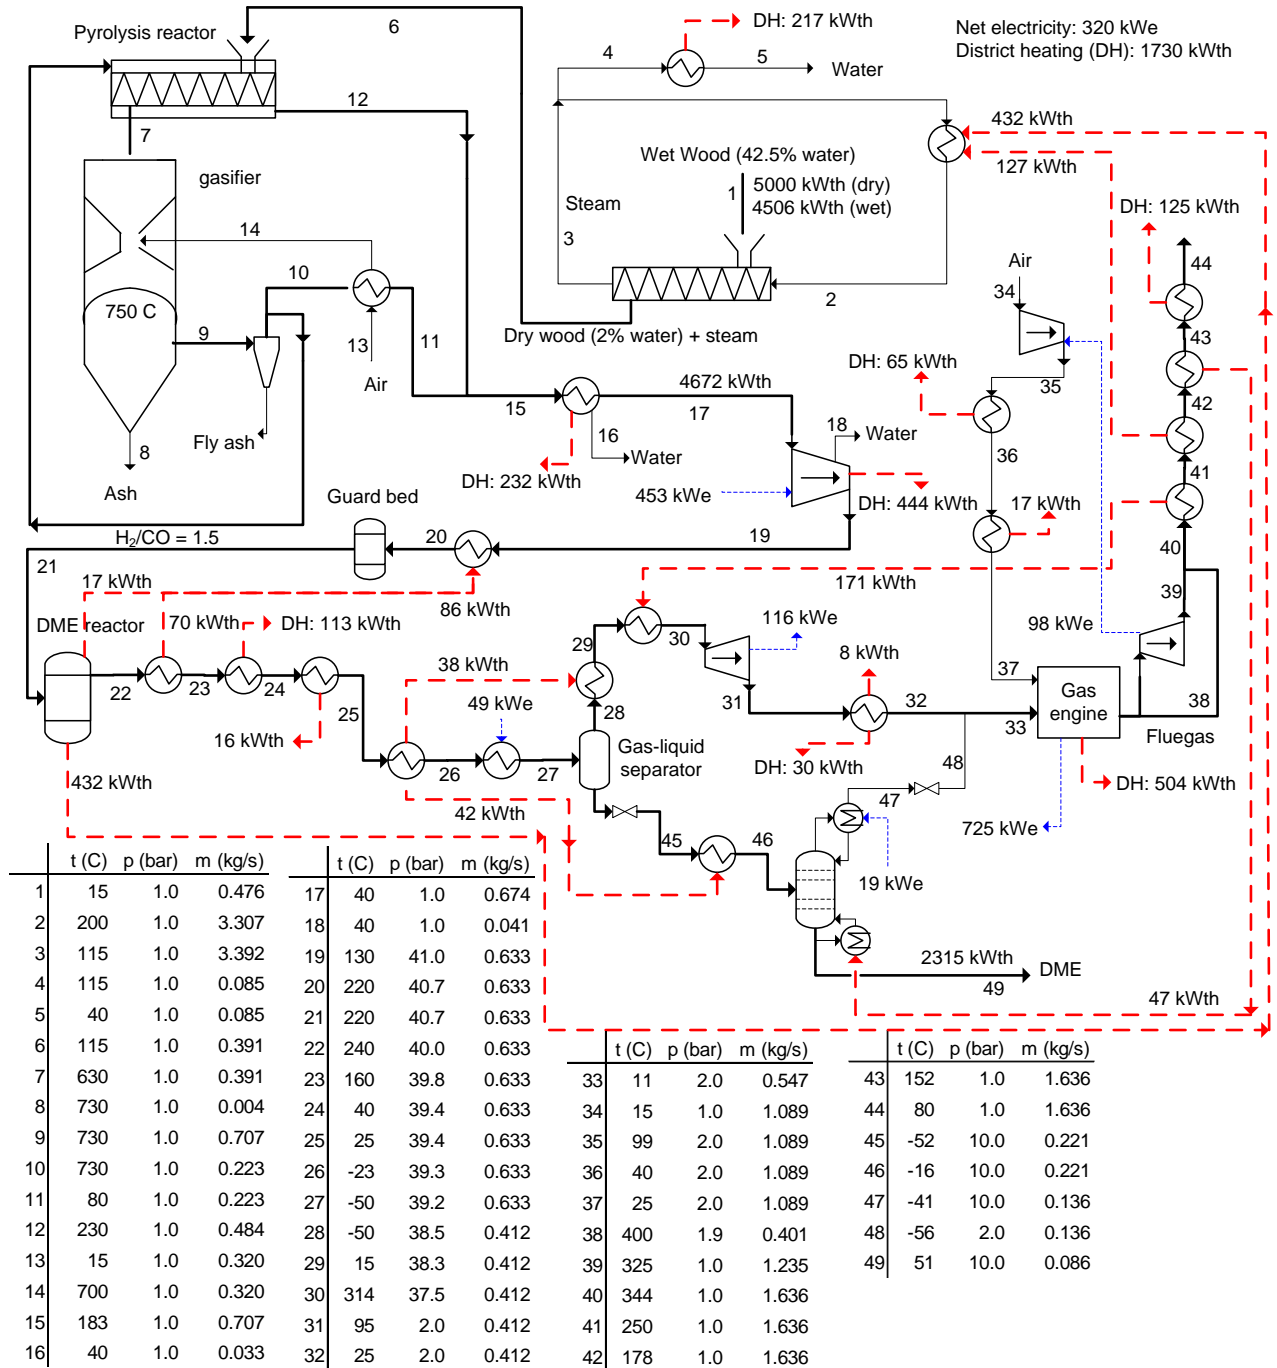 6
DH: 217 kWth
Net electricity: 320 kWe
District heating (DH): 1730 kWth
Pyrolysis reactor
4
5
Water
12
432 kWth
7
Wet Wood (42.5% water)
127 kWth
gasifier
1
5000 kWth (dry)
4506 kWth (wet)
Steam
3
DH: 125 kWth
14
Air
44
10
34
750 C
2
9
43
Dry wood (2% water) + steam
13
11
DH: 65 kWth
35
Air
4672 kWth
42
15
17
18
Water
Fly ash
16
36
8
Water
41
Ash
DH: 232 kWth
453 kWe
DH: 444 kWth
17 kWth
Guard bed
H2/CO = 1.5
20
19
40
21
17 kWth
171 kWth
39
86 kWth
DME reactor
70 kWth
DH: 113 kWth
116 kWe
98 kWe
29
30
38 kWth
8 kWth
37
22
23
24
Gas
engine
28
31
32
38
25
49 kWe
33
16 kWth
Gas-liquid
separator
Fluegas
26
27
48
432 kWth
DH: 30 kWth
DH: 504 kWth
42 kWth
47
725 kWe
45
46
19 kWe
2315 kWth
DME
49
47 kWth
t (C) p (bar) m (kg/s)
1 15 1.0 0.476
2 200 1.0 3.307
3 115 1.0 3.392
4 115 1.0 0.085
5 40 1.0 0.085
6 115 1.0 0.391
7 630 1.0 0.391
8 730 1.0 0.004
9 730 1.0 0.707
10 730 1.0 0.223
11 80 1.0 0.223
12 230 1.0 0.484
13 15 1.0 0.320
14 700 1.0 0.320
15 183 1.0 0.707
16 40 1.0 0.033
t (C) p (bar) m (kg/s)
17 40 1.0 0.674
18 40 1.0 0.041
19 130 41.0 0.633
20 220 40.7 0.633
21 220 40.7 0.633
22 240 40.0 0.633
23 160 39.8 0.633
24 40 39.4 0.633
25 25 39.4 0.633
26 -23 39.3 0.633
27 -50 39.2 0.633
28 -50 38.5 0.412
29 15 38.3 0.412
30 314 37.5 0.412
31 95 2.0 0.412
32 25 2.0 0.412
t (C) p (bar) m (kg/s)
33 11 2.0 0.547
34 15 1.0 1.089
35 99 2.0 1.089
36 40 2.0 1.089
37 25 2.0 1.089
38 400 1.9 0.401
39 325 1.0 1.235
40 344 1.0 1.636
41 250 1.0 1.636
42 178 1.0 1.636
t (C) p (bar) m (kg/s)
43 152 1.0 1.636
44 80 1.0 1.636
45 -52 10.0 0.221
46 -16 10.0 0.221
47 -41 10.0 0.136
48 -56 2.0 0.136
49 51 10.0 0.086